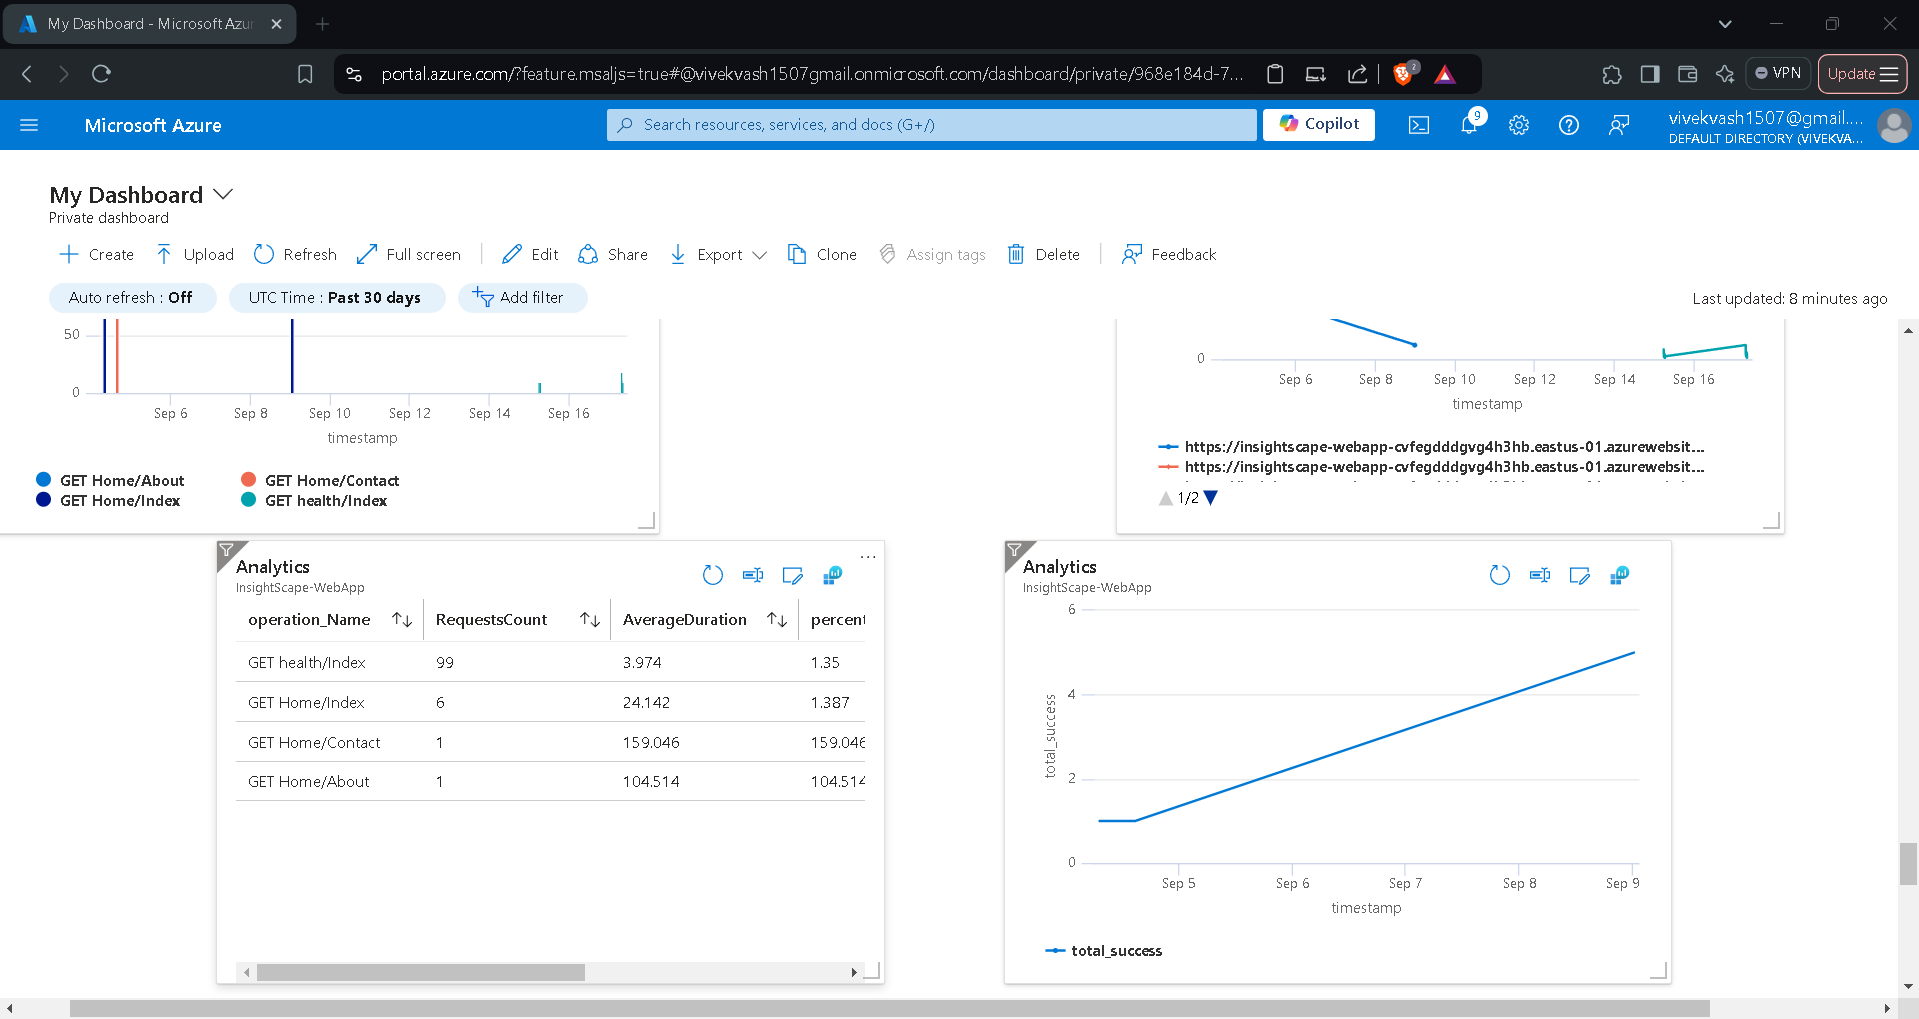 My Dashboard - Microsoft Azur
portal.azure.com/?feature.msaljs=true#@vivekvash1507gmail.onmicrosoft.com/dashboard/private/968e184d-7...
2
VPN
Update
Microsoft Azure
Search resources, services, and docs (G+/)
Copilot
9
vivekvash1507@gmail....
DEFAULT DIRECTORY (VIVEKVA...
My Dashboard
Private dashboard
Create
Upload
Refresh
Full screen
Edit
Share
Export
Clone
Assign tags
Delete
Feedback
Auto refresh : Off
UTC Time : Past 30 days
Add filter
Last updated: 8 minutes ago
50
0
Sep 6 Sep 8 Sep 10 Sep 12 Sep 14 Sep 16
timestamp
GET Home/About
GET Home/Contact
GET Home/Index
GET health/Index
0
Sep 6 Sep 8 Sep 10 Sep 12 Sep 14 Sep 16
timestamp
https://insightscape-webapp-cvfegdddgvg4h3hb.eastus-01.azurewebsit...
https://insightscape-webapp-cvfegdddgvg4h3hb.eastus-01.azurewebsit...
1/2
Analytics
InsightScape-WebApp
operation_Name RequestsCount AverageDuration percent
GET health/Index 99 3.974 1.35
GET Home/Index 6 24.142 1.387
GET Home/Contact 1 159.046 159.046
GET Home/About 1 104.514 104.514
Analytics
InsightScape-WebApp
6
4
2
0
total_success
Sep 5 Sep 6 Sep 7 Sep 8 Sep 9
timestamp
total_success